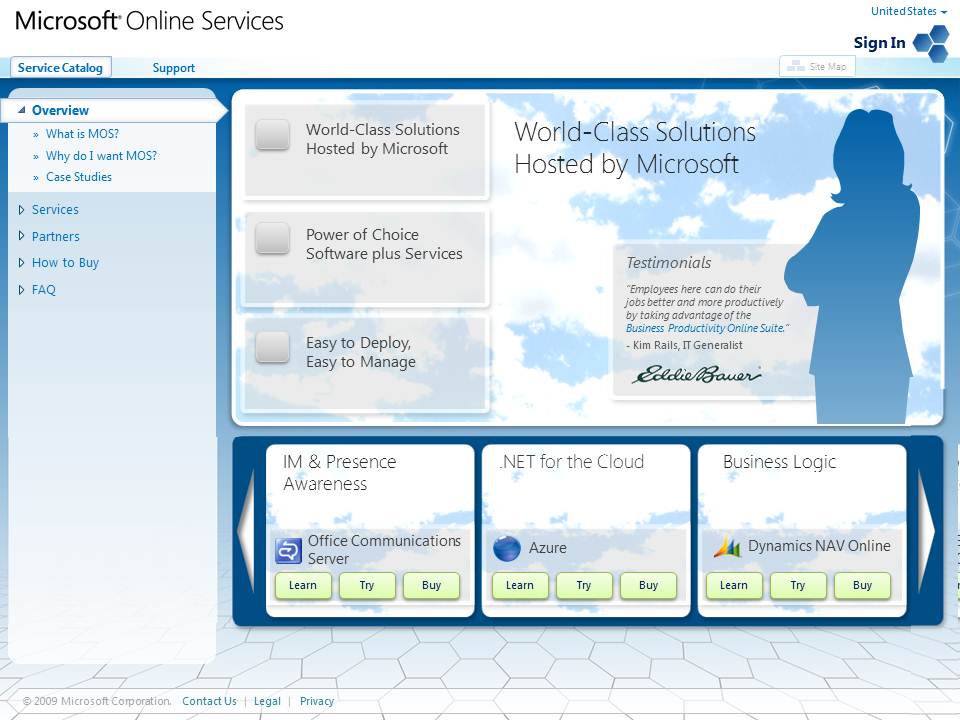 Microsoft® Online Services
United States
Sign In
Service Catalog
Support
Site Map
Overview
» What is MOS?
» Why do I want MOS?
» Case Studies
Services
Partners
How to Buy
FAQ
World-Class Solutions
Hosted by Microsoft
Power of Choice
Software plus Services
Easy to Deploy,
Easy to Manage
World-Class Solutions
Hosted by Microsoft
Testimonials
"Employees here can do their
jobs better and more productively
by taking advantage of the
Business Productivity Online Suite."
- Kim Rails, IT Generalist
Eddie Bauer®
IM & Presence
Awareness
Office Communications
Server
Learn Try Buy
.NET for the Cloud
Azure
Learn Try Buy
Business Logic
Dynamics NAV Online
Learn Try Buy
© 2009 Microsoft Corporation. Contact Us | Legal | Privacy